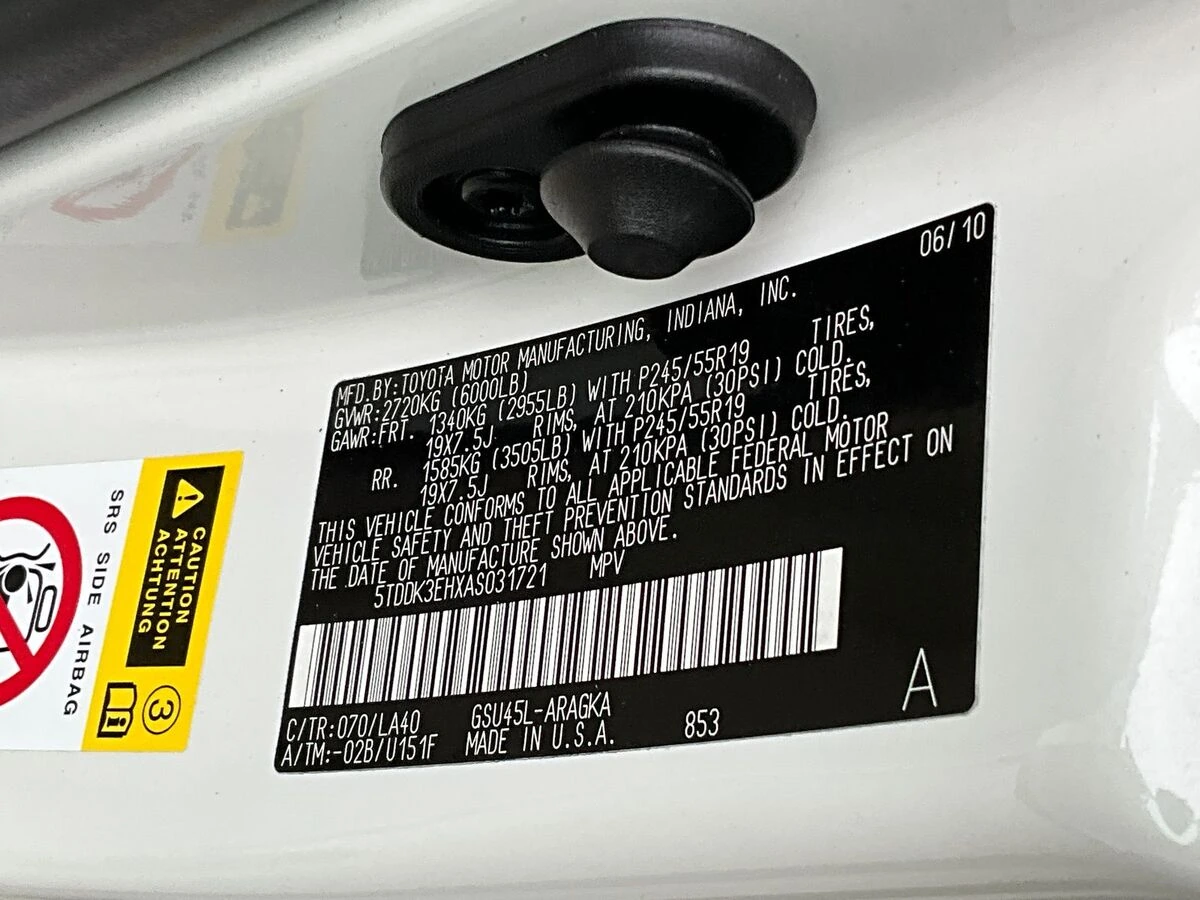 06/10
MFD.BY:TOYOTA MOTOR MANUFACTURING, INDIANA, INC.
GVWR:2720KG (6000LB)
GAWR:FRT. 1340KG (2955LB) WITH P245/55R19 TIRES,
19X7.5J RIMS, AT 210KPA (30PSI) COLD.
RR. 1585KG (3505LB) WITH P245/55R19 TIRES,
19X7.5J RIMS, AT 210KPA (30PSI) COLD.
THIS VEHICLE CONFORMS TO ALL APPLICABLE FEDERAL MOTOR
VEHICLE SAFETY AND THEFT PREVENTION STANDARDS IN EFFECT ON
THE DATE OF MANUFACTURE SHOWN ABOVE.
5TDDK3EHXAS031721 MPV
C/TR:070/LA40 GSU45L-ARAGKA
A/TM:-02B/U151F MADE IN U.S.A. 853
A
CAUTION
ATTENTION
ACHTUNG
3
i
SRS SIDE AIRBAG